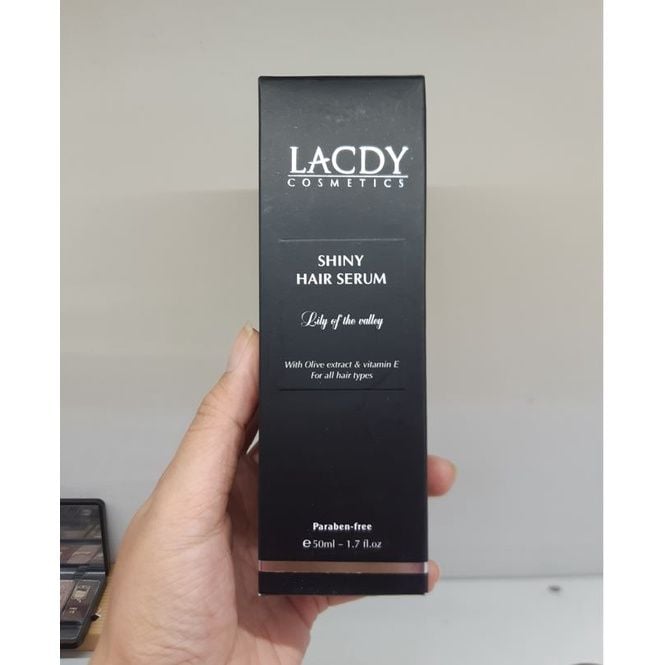 LACDY
COSMETICS
SHINY
HAIR SERUM
Lily of the valley
With Olive extract & vitamin E
For all hair types
Paraben-free
℮50ml – 1.7 fl.oz